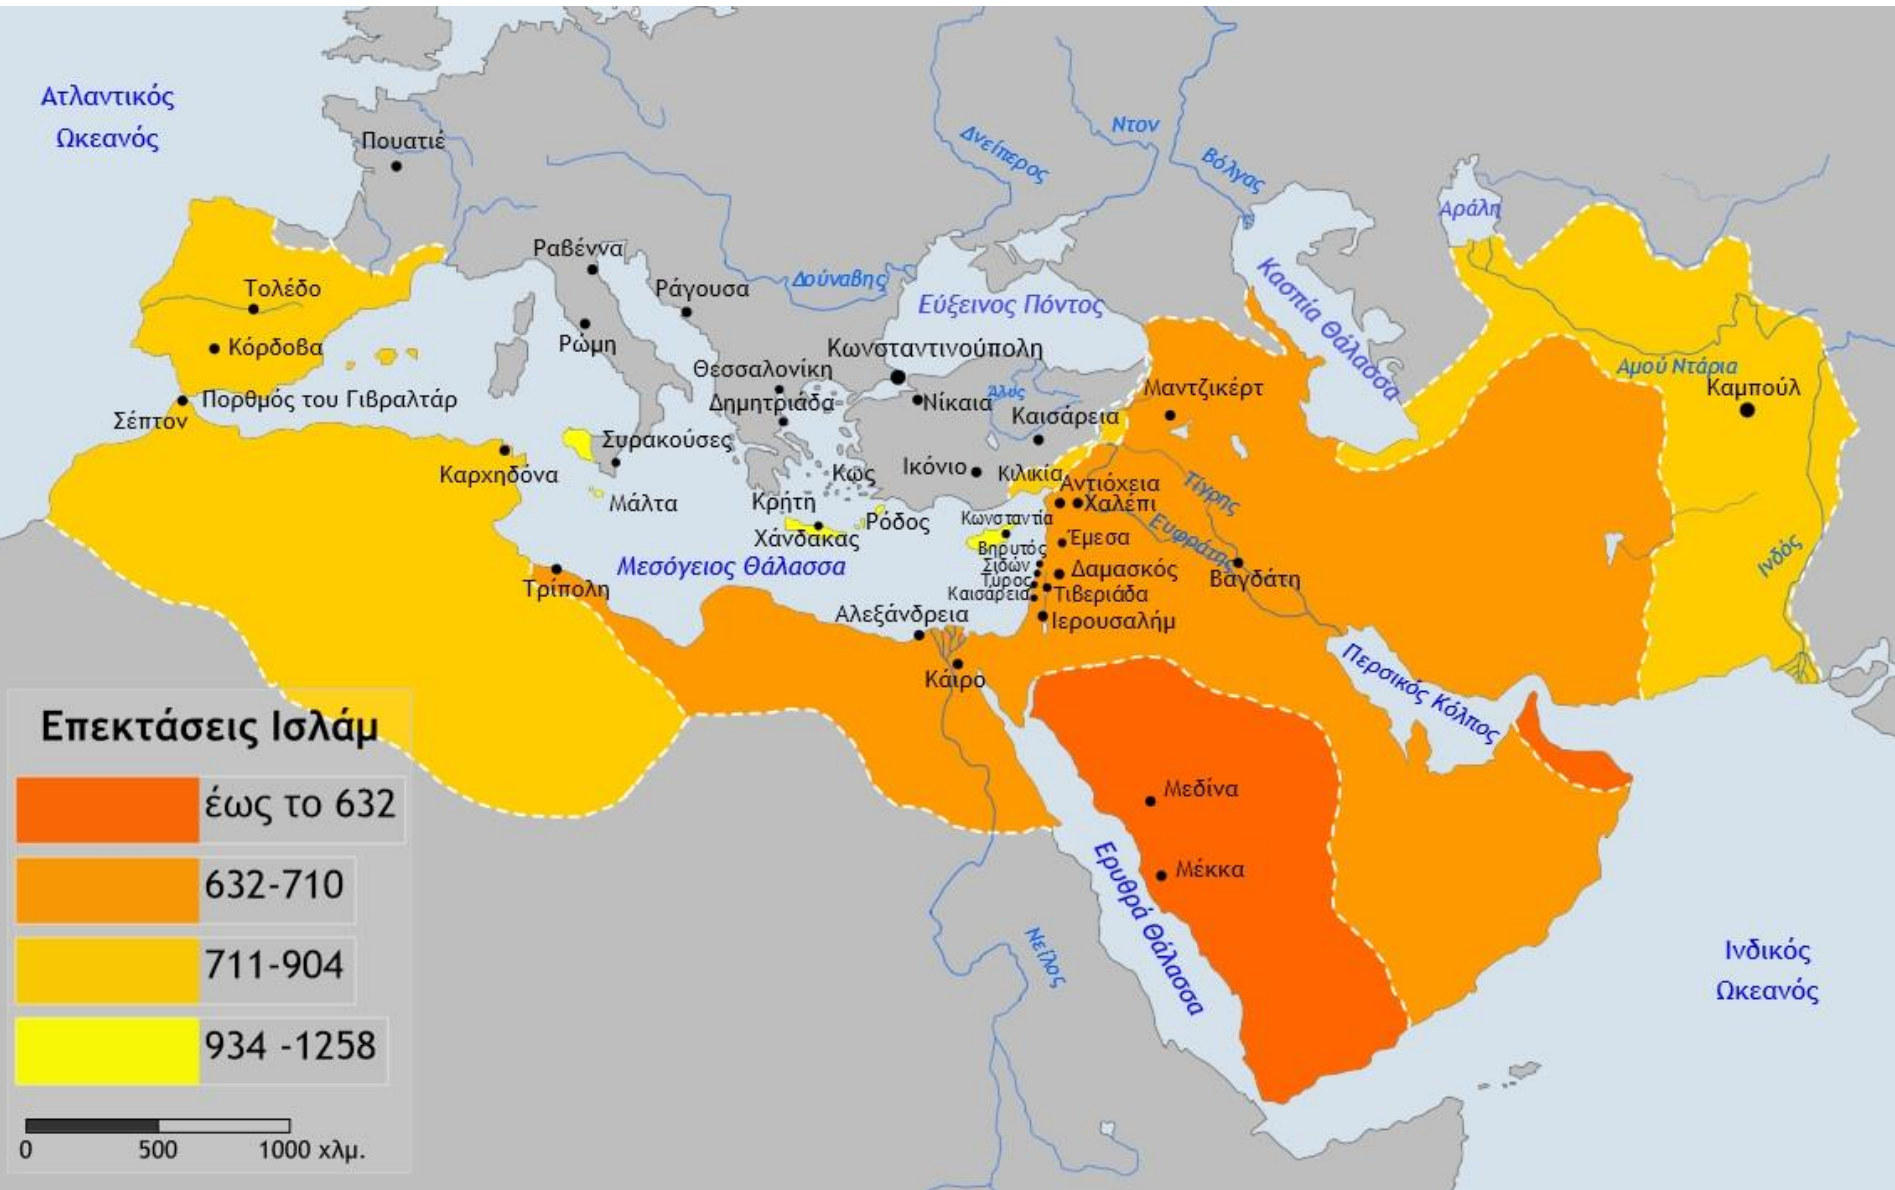 Ατλαντικός
Ωκεανός
Πουατιέ
Δνείπερος
Ντον
Βόλγας
Αράλη
Ραβέννα
Τολέδο
Ράγουσα
Δούναβης
Εύξεινος Πόντος
Κασπία Θάλασσα
Κόρδοβα
Ρώμη
Κωνσταντινούπολη
Θεσσαλονίκη
Αμού Ντάρια
Καμπούλ
Μαντζικέρτ
Άλυς
Πορθμός του Γιβραλτάρ
Δημητριάδα
Νίκαια
Καισάρεια
Σέπτον
Συρακούσες
Καρχηδόνα
Κως
Ικόνιο
Κιλικία
Αντιόχεια
Τίγρης
Μάλτα
Κρήτη
Χαλέπι
Ρόδος
Κωνσταντία
Χάνδακας
Έμεσα
Ευφράτης
Βηρυτός
Ινδός
Μεσόγειος Θάλασσα
Σιδών
Δαμασκός
Τύρος
Βαγδάτη
Τρίπολη
Καισάρεια
Τιβεριάδα
Αλεξάνδρεια
Ιερουσαλήμ
Κάιρο
Περσικός Κόλπος
Μεδίνα
Μέκκα
Ερυθρά Θάλασσα
Νείλος
Ινδικός
Ωκεανός
Επεκτάσεις Ισλάμ
έως το 632
632-710
711-904
934 -1258
0 500 1000 χλμ.